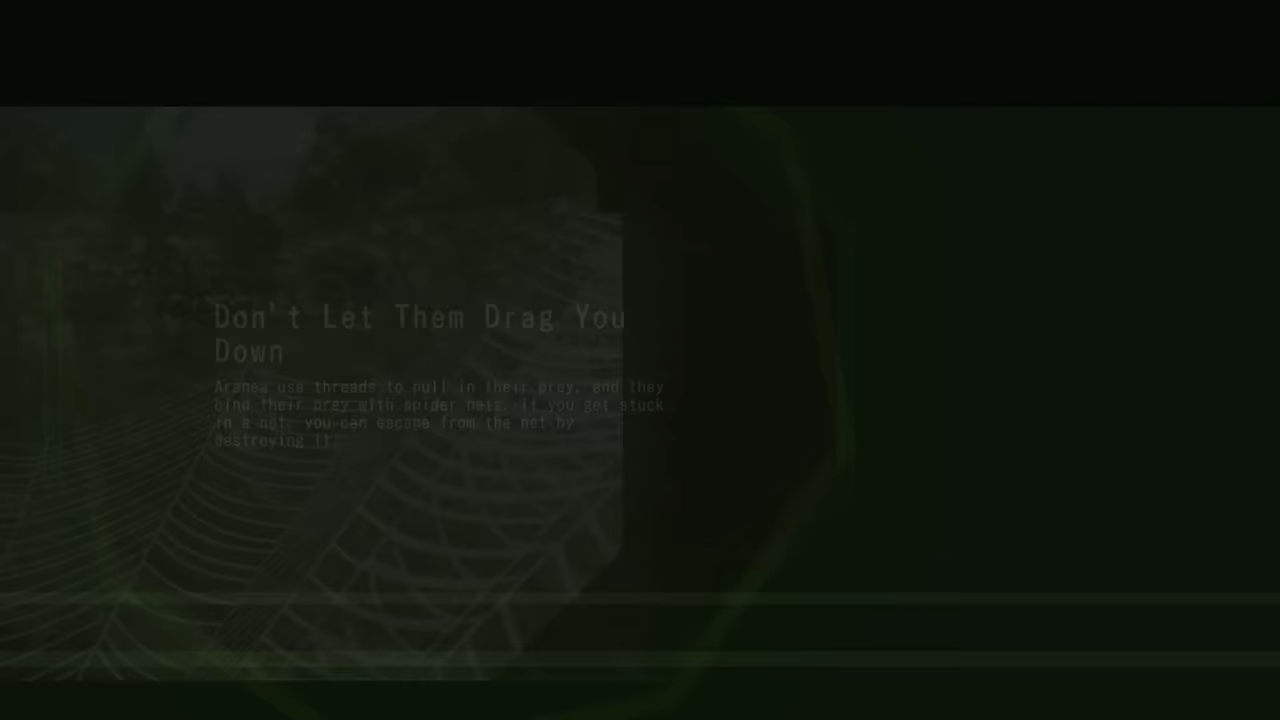 Don't Let Them Drag You
Down
Aranea use threads to pull in their prey, and they
bind their prey with spider nets. If you get stuck
in a net, you can escape from the net by
destroying it.